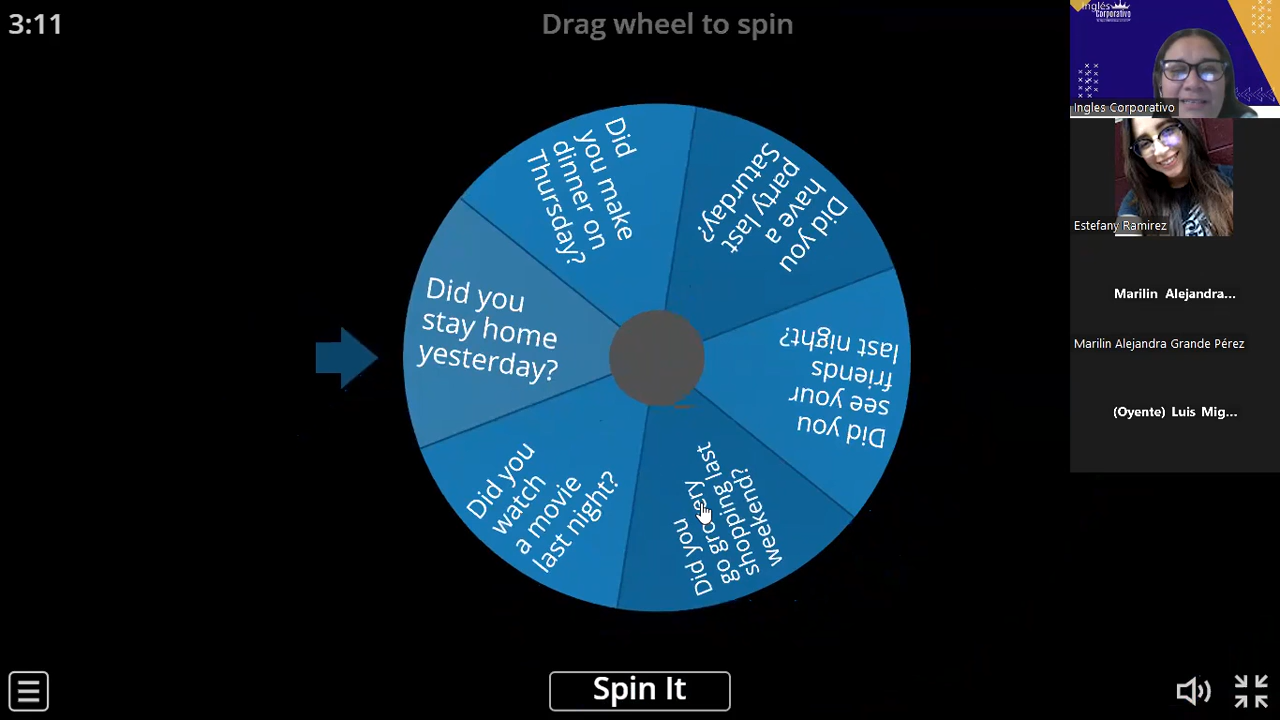 3:11
Drag wheel to spin
Did
you make
dinner on
Thursday?
Did you
have a
party last
Saturday?
Did you
stay home
yesterday?
Did you
see your
friends
last night?
Did you
watch
a movie
last night?
Did you
go grocery
shopping last
weekend?
Spin It
Inglés
Corporativo
Ingles Corporativo
Estefany Ramirez
Marilin Alejandra...
Marilin Alejandra Grande Pérez
(Oyente) Luis Mig...